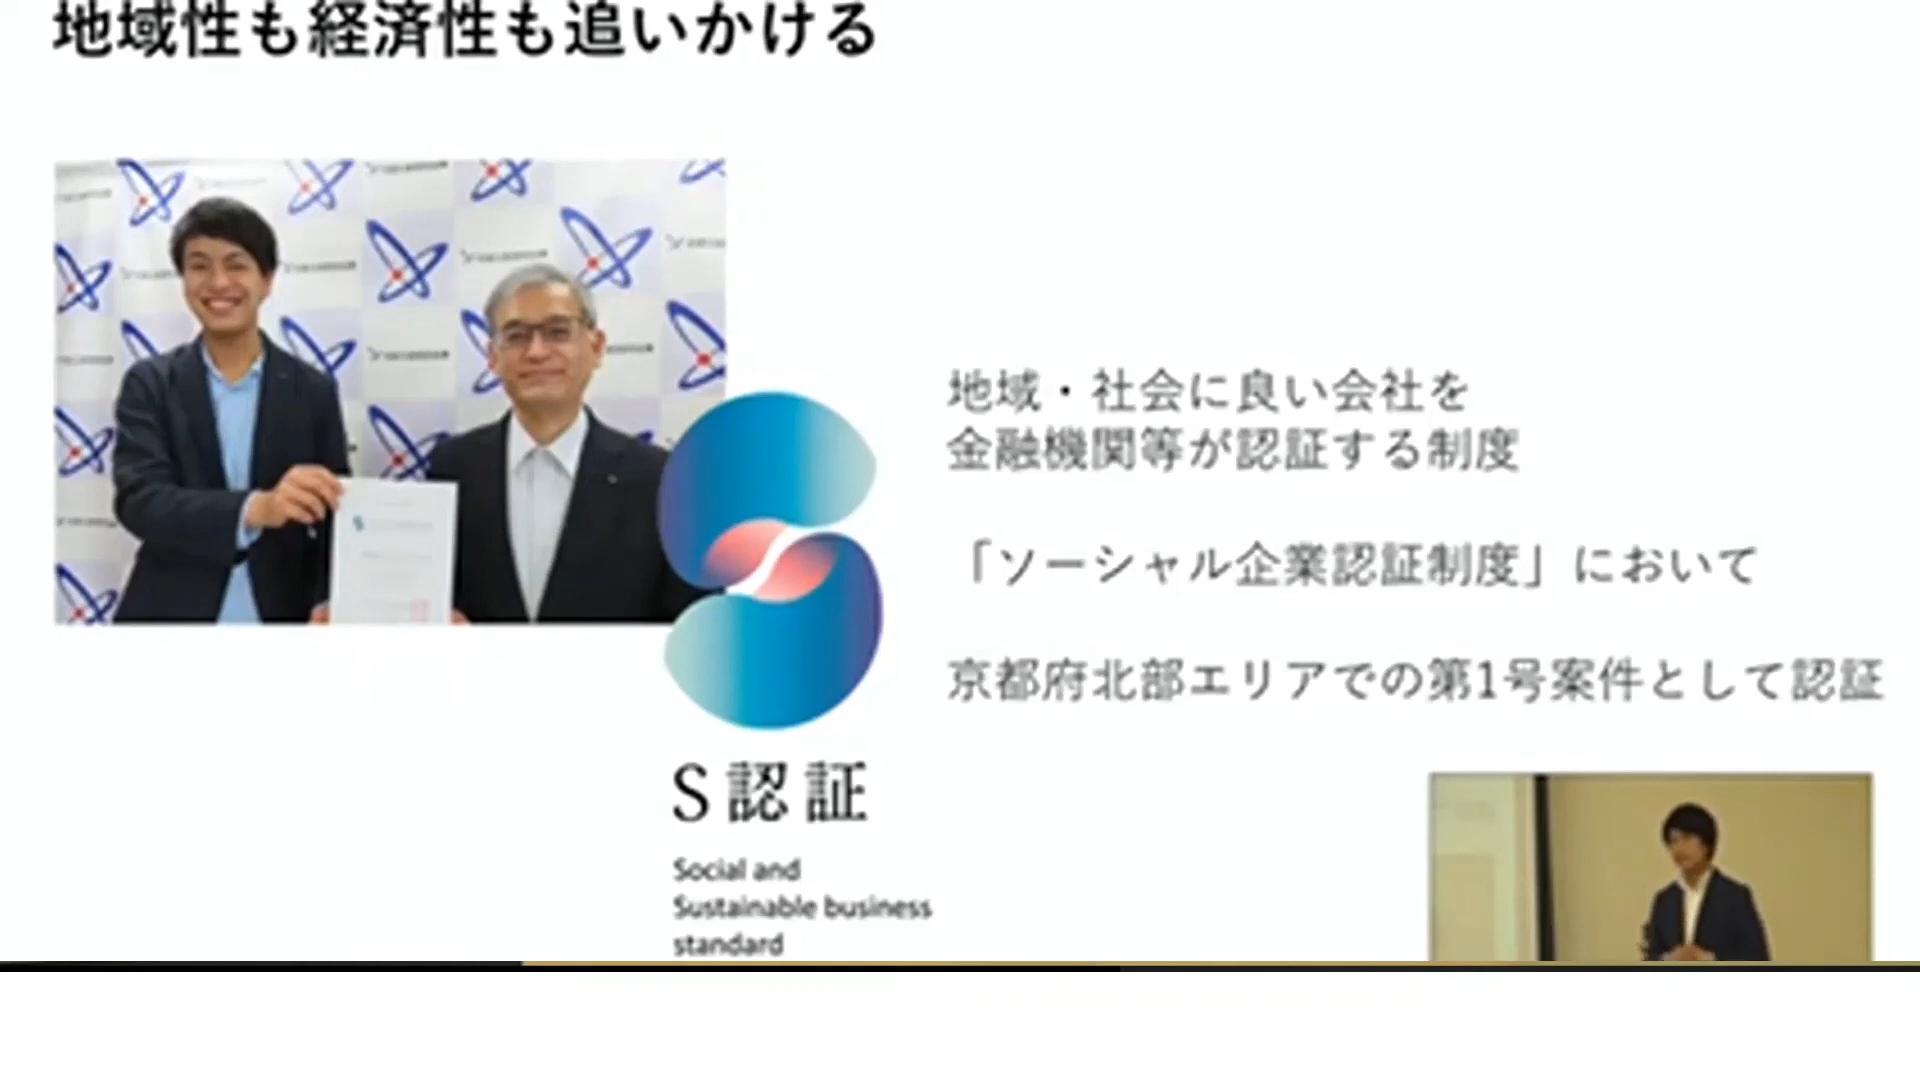 地域性も経済性も追いかける
地域・社会に良い会社を
金融機関等が認証する制度
「ソーシャル企業認証制度」において
京都府北部エリアでの第1号案件として認証
S認証
Social and
Sustainable business
standard